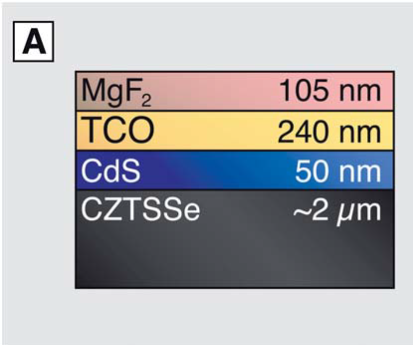 A
MgF₂ 105 nm
TCO 240 nm
CdS 50 nm
CZTSSe ~2 μm